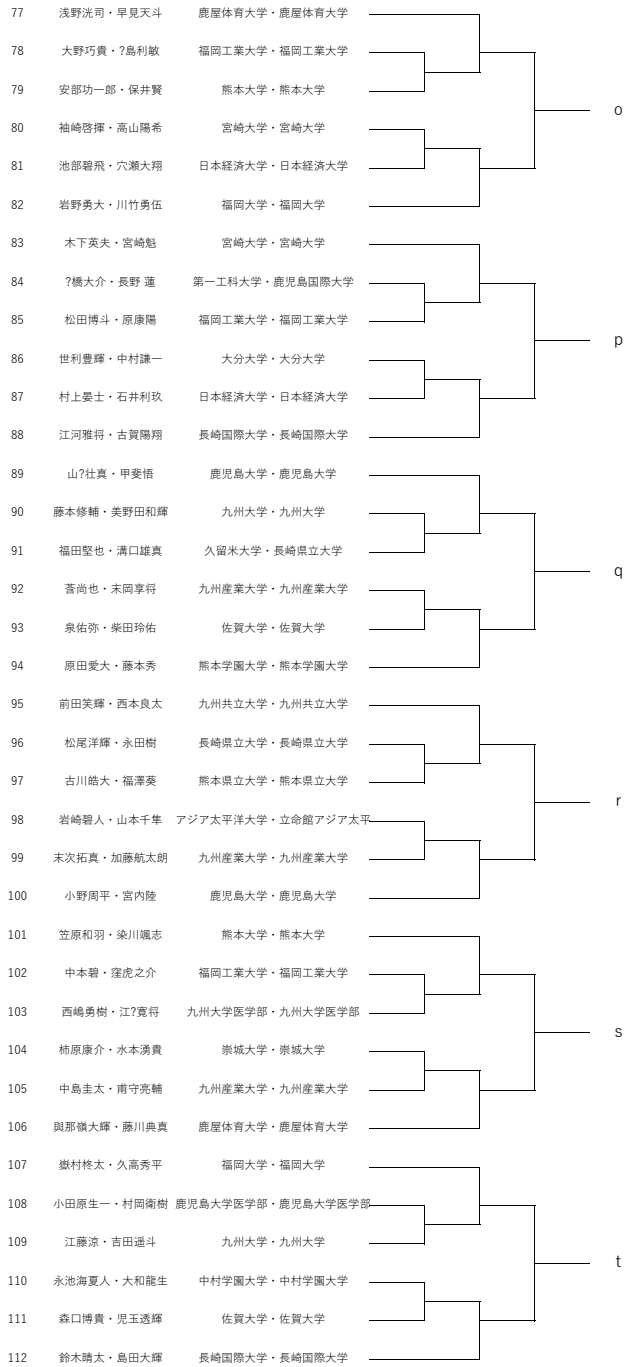 77 浅野洸司・早見天斗 鹿屋体育大学・鹿屋体育大学
78 大野巧貴・?島利敏 福岡工業大学・福岡工業大学
79 安部功一郎・保井賢 熊本大学・熊本大学
o
80 袖崎啓揮・高山陽希 宮崎大学・宮崎大学
81 池部碧飛・穴瀬大翔 日本経済大学・日本経済大学
82 岩野勇大・川竹勇伍 福岡大学・福岡大学
83 木下英夫・宮崎魁 宮崎大学・宮崎大学
84 ?橋大介・長野 蓮 第一工科大学・鹿児島国際大学
85 松田博斗・原康陽 福岡工業大学・福岡工業大学
p
86 世利豊輝・中村謙一 大分大学・大分大学
87 村上晏士・石井利玖 日本経済大学・日本経済大学
88 江河雅将・古賀陽翔 長崎国際大学・長崎国際大学
89 山?壮真・甲斐悟 鹿児島大学・鹿児島大学
90 藤本修輔・美野田和輝 九州大学・九州大学
91 福田堅也・溝口雄真 久留米大学・長崎県立大学
q
92 莟尚也・末岡享将 九州産業大学・九州産業大学
93 泉佑弥・柴田玲佑 佐賀大学・佐賀大学
94 原田愛大・藤本秀 熊本学園大学・熊本学園大学
95 前田笑輝・西本良太 九州共立大学・九州共立大学
96 松尾洋輝・永田樹 長崎県立大学・長崎県立大学
97 古川皓大・福澤葵 熊本県立大学・熊本県立大学
r
98 岩崎碧人・山本千隼 アジア太平洋大学・立命館アジア太平
99 末次拓真・加藤航太朗 九州産業大学・九州産業大学
100 小野周平・宮内陸 鹿児島大学・鹿児島大学
101 笠原和羽・染川颯志 熊本大学・熊本大学
102 中本碧・窪虎之介 福岡工業大学・福岡工業大学
103 西嶋勇樹・江?寛将 九州大学医学部・九州大学医学部
s
104 柿原康介・水本湧貴 崇城大学・崇城大学
105 中島圭太・甫守亮輔 九州産業大学・九州産業大学
106 與那嶺大輝・藤川典真 鹿屋体育大学・鹿屋体育大学
107 嶽村柊太・久高秀平 福岡大学・福岡大学
108 小田原生一・村岡衛樹 鹿児島大学医学部・鹿児島大学医学部
109 江藤涼・吉田遥斗 九州大学・九州大学
t
110 永池海夏人・大和龍生 中村学園大学・中村学園大学
111 森口博貴・児玉透輝 佐賀大学・佐賀大学
112 鈴木晴太・島田大輝 長崎国際大学・長崎国際大学